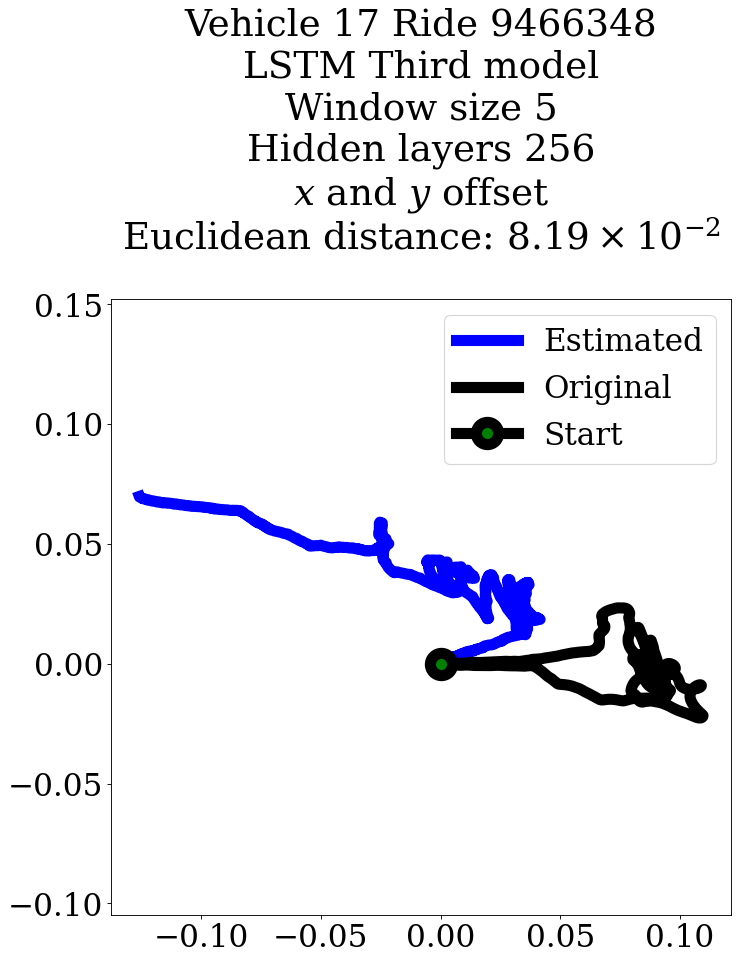 Vehicle 17 Ride 9466348
LSTM Third model
Window size 5
Hidden layers 256
x and y offset
Euclidean distance: 8.19 × 10⁻²
0.15
Estimated
Original
Start
0.10
0.05
0.00
−0.05
−0.10
−0.10 −0.05 0.00 0.05 0.10